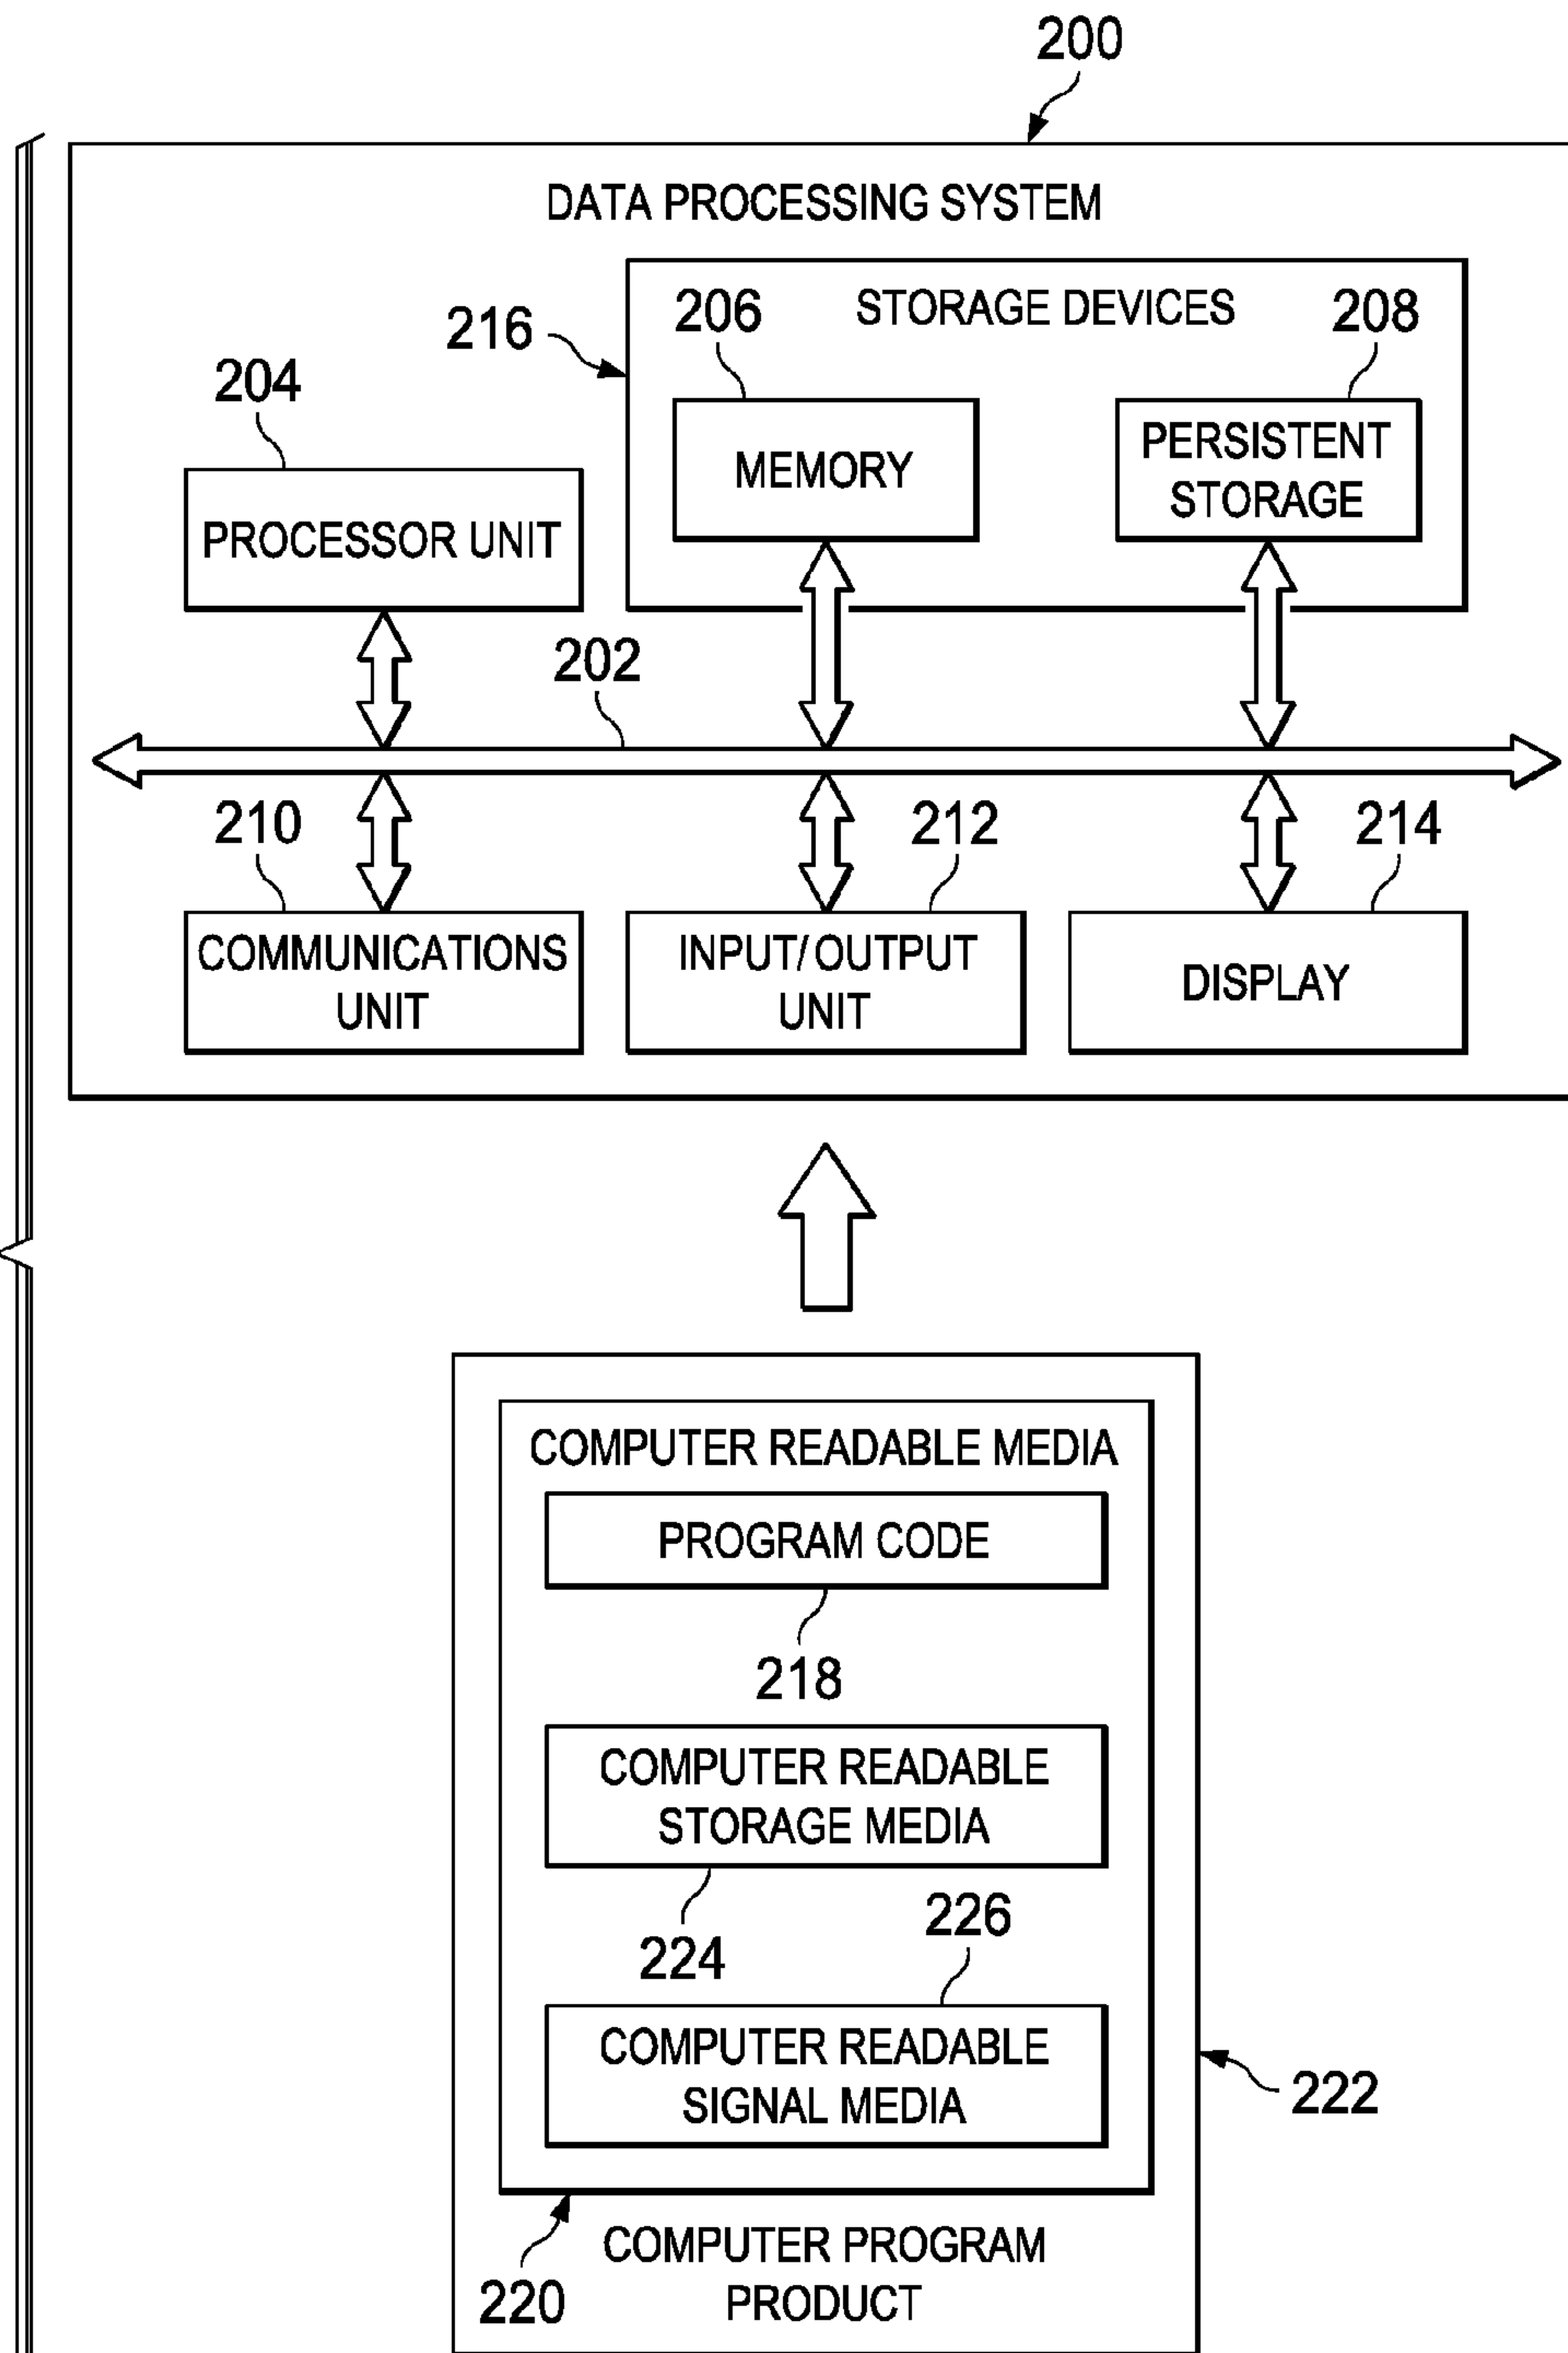 200
DATA PROCESSING SYSTEM
216
206
STORAGE DEVICES
208
204
MEMORY
PERSISTENT
STORAGE
PROCESSOR UNIT
202
210
212
214
COMMUNICATIONS
UNIT
INPUT/OUTPUT
UNIT
DISPLAY
COMPUTER READABLE MEDIA
PROGRAM CODE
218
COMPUTER READABLE
STORAGE MEDIA
224
226
COMPUTER READABLE
SIGNAL MEDIA
222
220
COMPUTER PROGRAM
PRODUCT